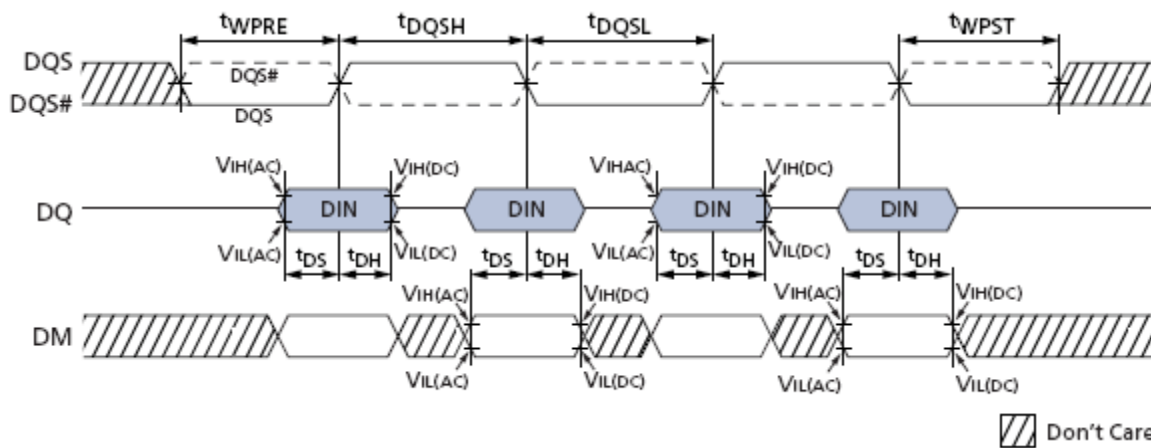 tWPRE tDQSH tDQSL tWPST
DQS
DQS#
DQS#
DQS
VIH(AC) VIH(DC) VIHAC) VIH(DC)
DQ DIN DIN DIN DIN
VIL(AC) VIL(DC) VIL(AC) VIL(DC)
tDS tDH tDS tDH tDS tDH tDS tDH
VIH(AC) VIH(DC) VIH(AC) VIH(DC)
DM
VIL(AC) VIL(DC) VIL(AC) VIL(DC)
Don't Care